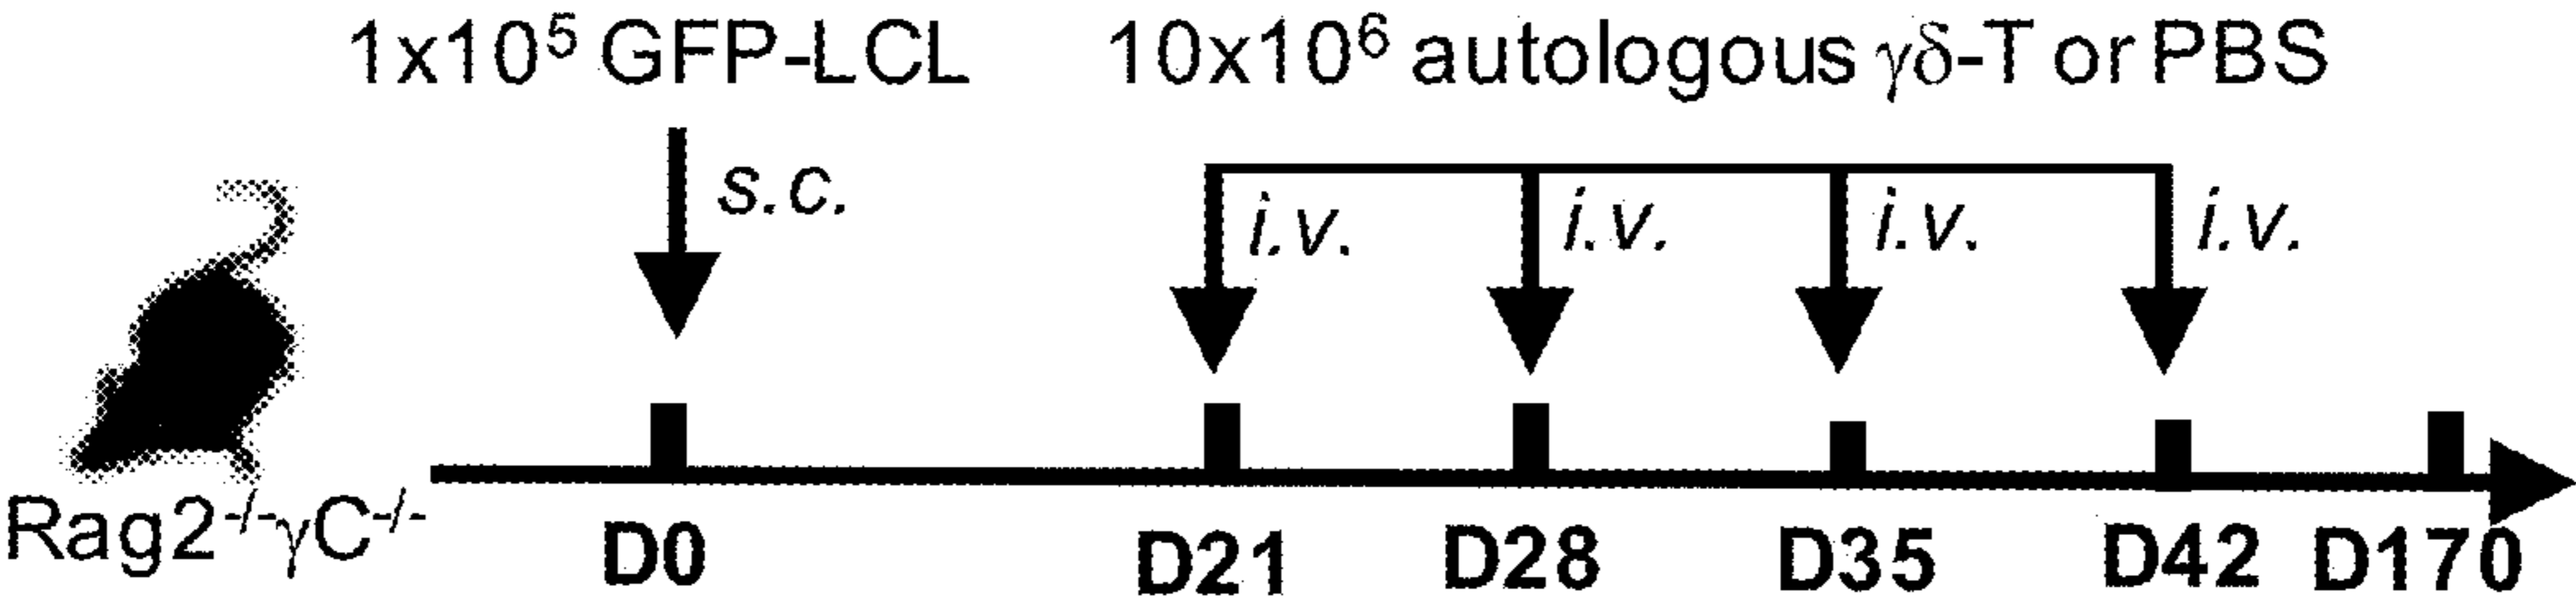 1x10⁵ GFP-LCL 10x10⁶ autologous γδ-T or PBS
s.c. i.v. i.v. i.v. i.v.
Rag2⁻/⁻γC⁻/⁻
D0 D21 D28 D35 D42 D170